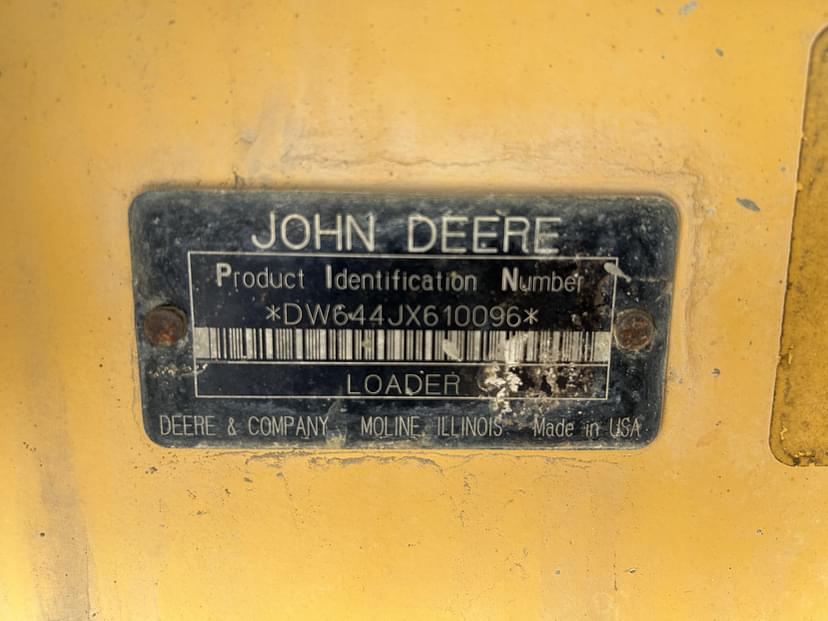 JOHN DEERE
Product Identification Number
*DW644JX610096*
LOADER
DEERE & COMPANY MOLINE, ILLINOIS Made in USA